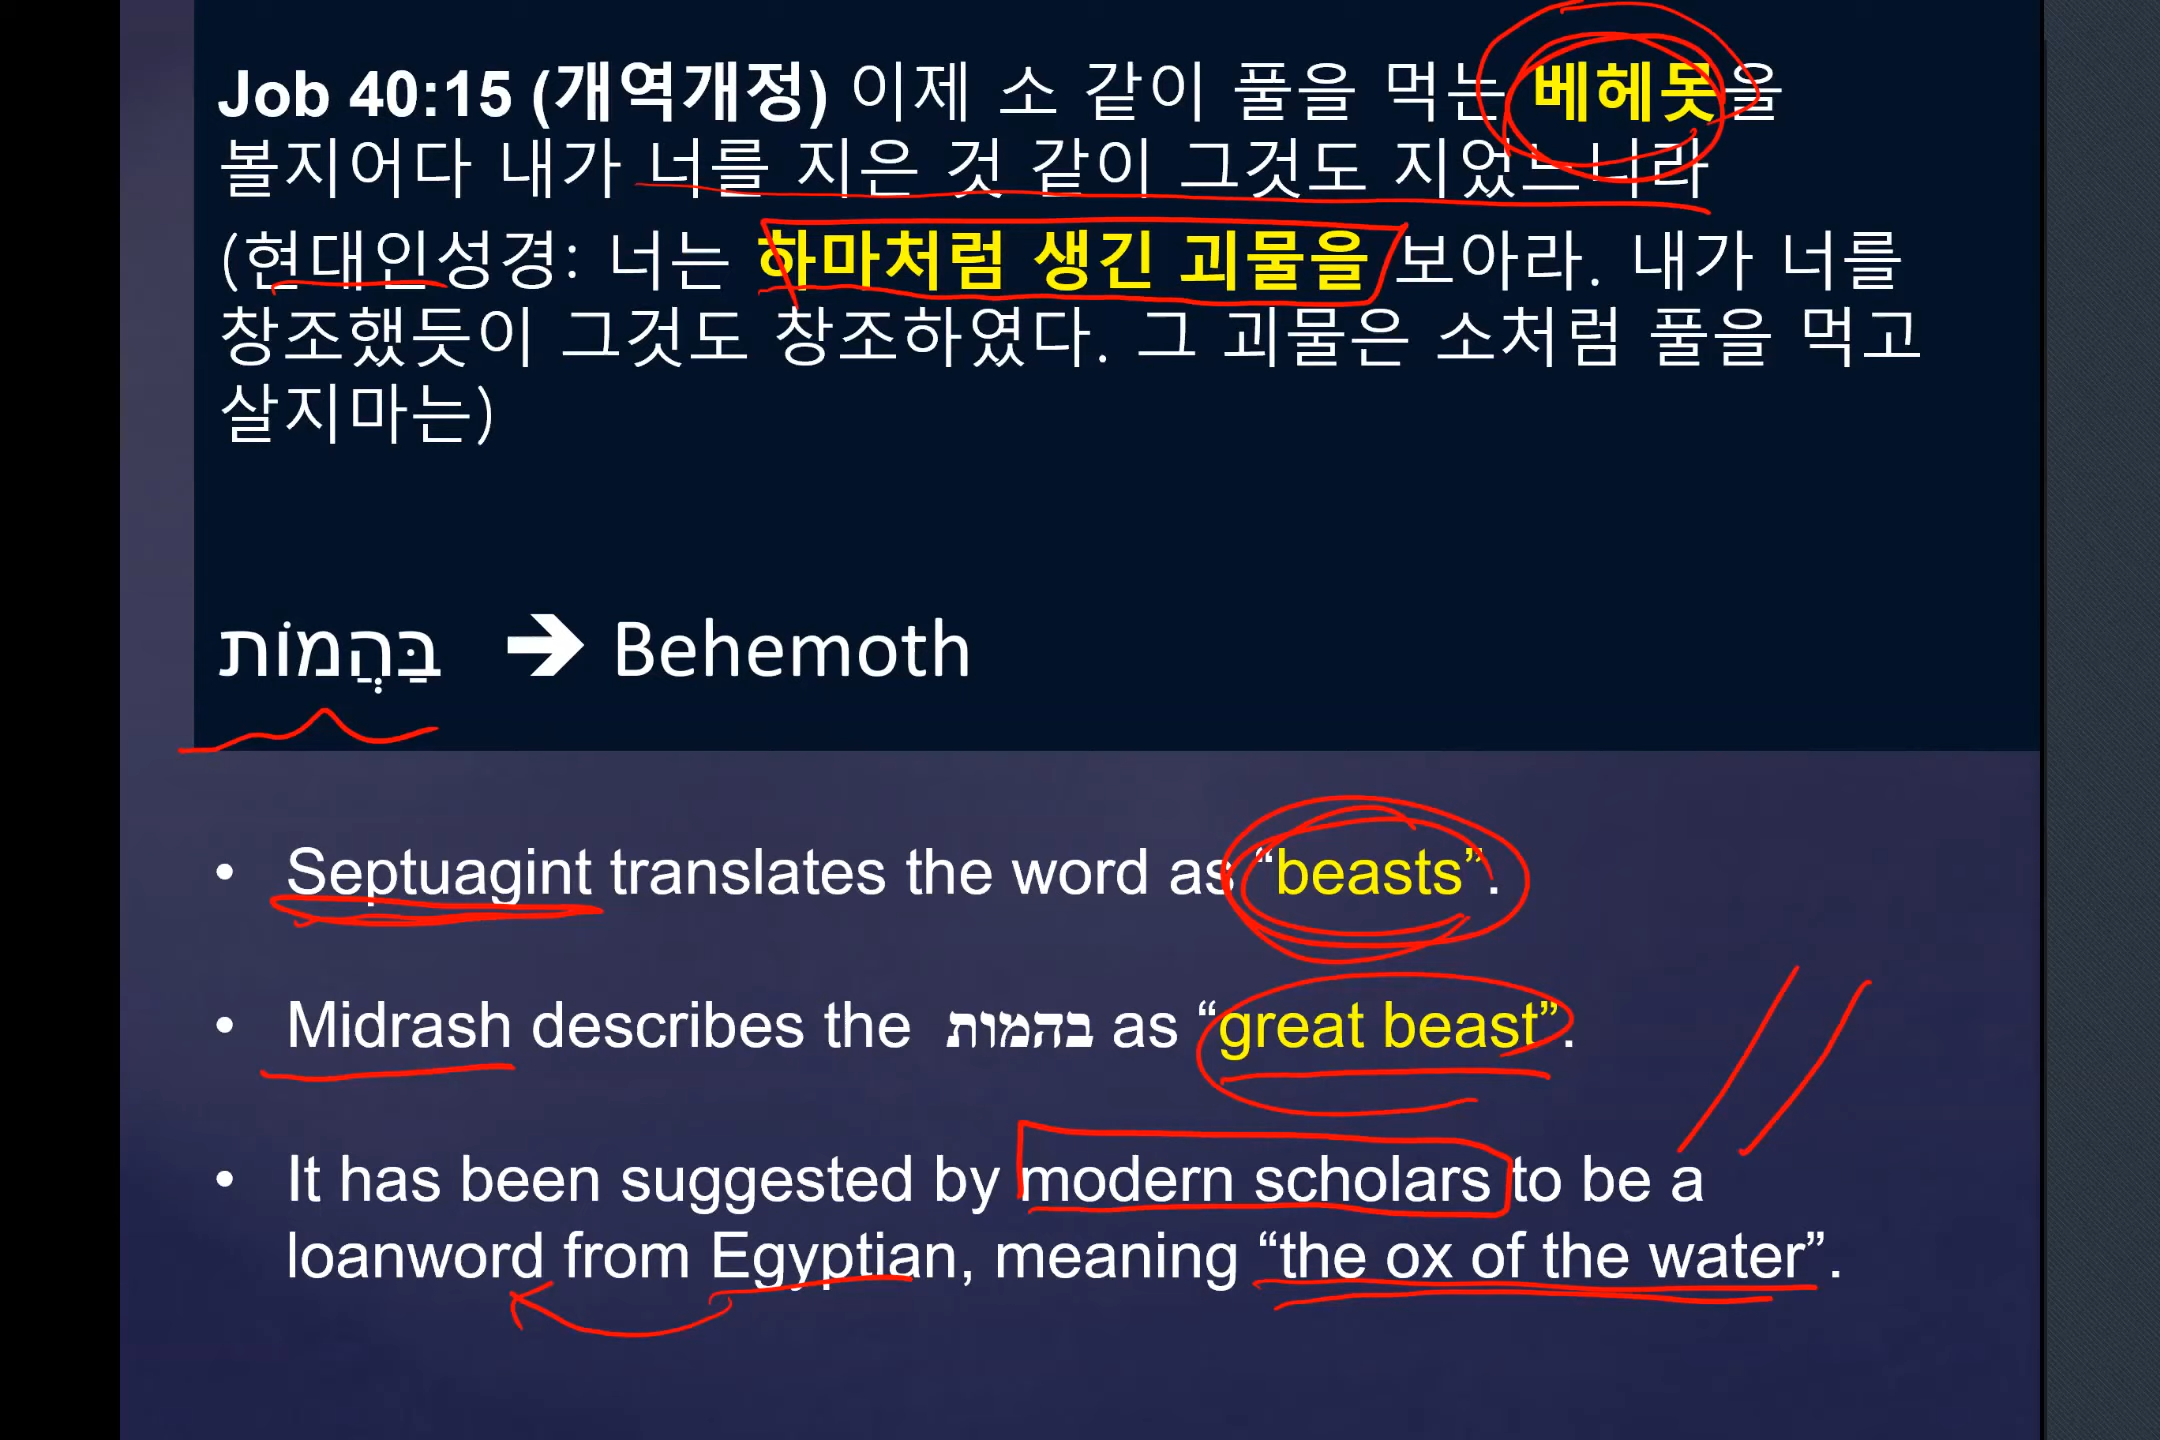 Job 40:15 (개역개정) 이제 소 같이 풀을 먹는 베헤못을
볼지어다 내가 너를 지은 것 같이 그것도 지었느니라
(현대인성경: 너는 하마처럼 생긴 괴물을 보아라. 내가 너를
창조했듯이 그것도 창조하였다. 그 괴물은 소처럼 풀을 먹고
살지마는)
בַּהֲמוֹת ➔ Behemoth
• Septuagint translates the word as “beasts”.
• Midrash describes the בהמות as “great beast”.
• It has been suggested by modern scholars to be a
loanword from Egyptian, meaning “the ox of the water”.